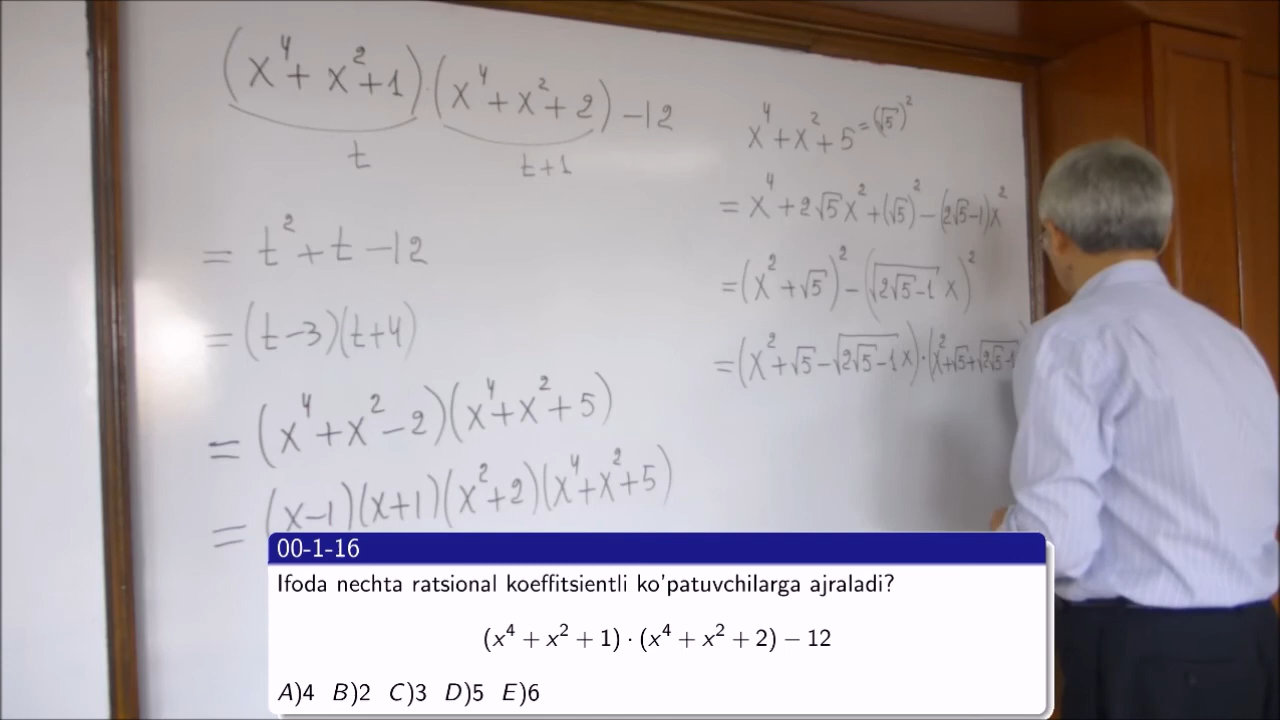 (x⁴ + x² + 1)·(x⁴ + x² + 2) − 12
t
t+1
= t² + t − 12
= (t−3)(t+4)
= (x⁴ + x² − 2)(x⁴ + x² + 5)
= (x−1)(x+1)(x²+2)(x⁴+x²+5)
x⁴ + x² + 5 = (√5)²
= x⁴ + 2√5x² + (√5)² − (2√5−1)x²
= (x² + √5)² − (√(2√5−1) x)²
= (x² + √5 − √(2√5−1) x)·(x² + √5 + √(2√5−1)
00-1-16
Ifoda nechta ratsional koeffitsientli ko'patuvchilarga ajraladi?
(x⁴ + x² + 1) · (x⁴ + x² + 2) − 12
A)4 B)2 C)3 D)5 E)6